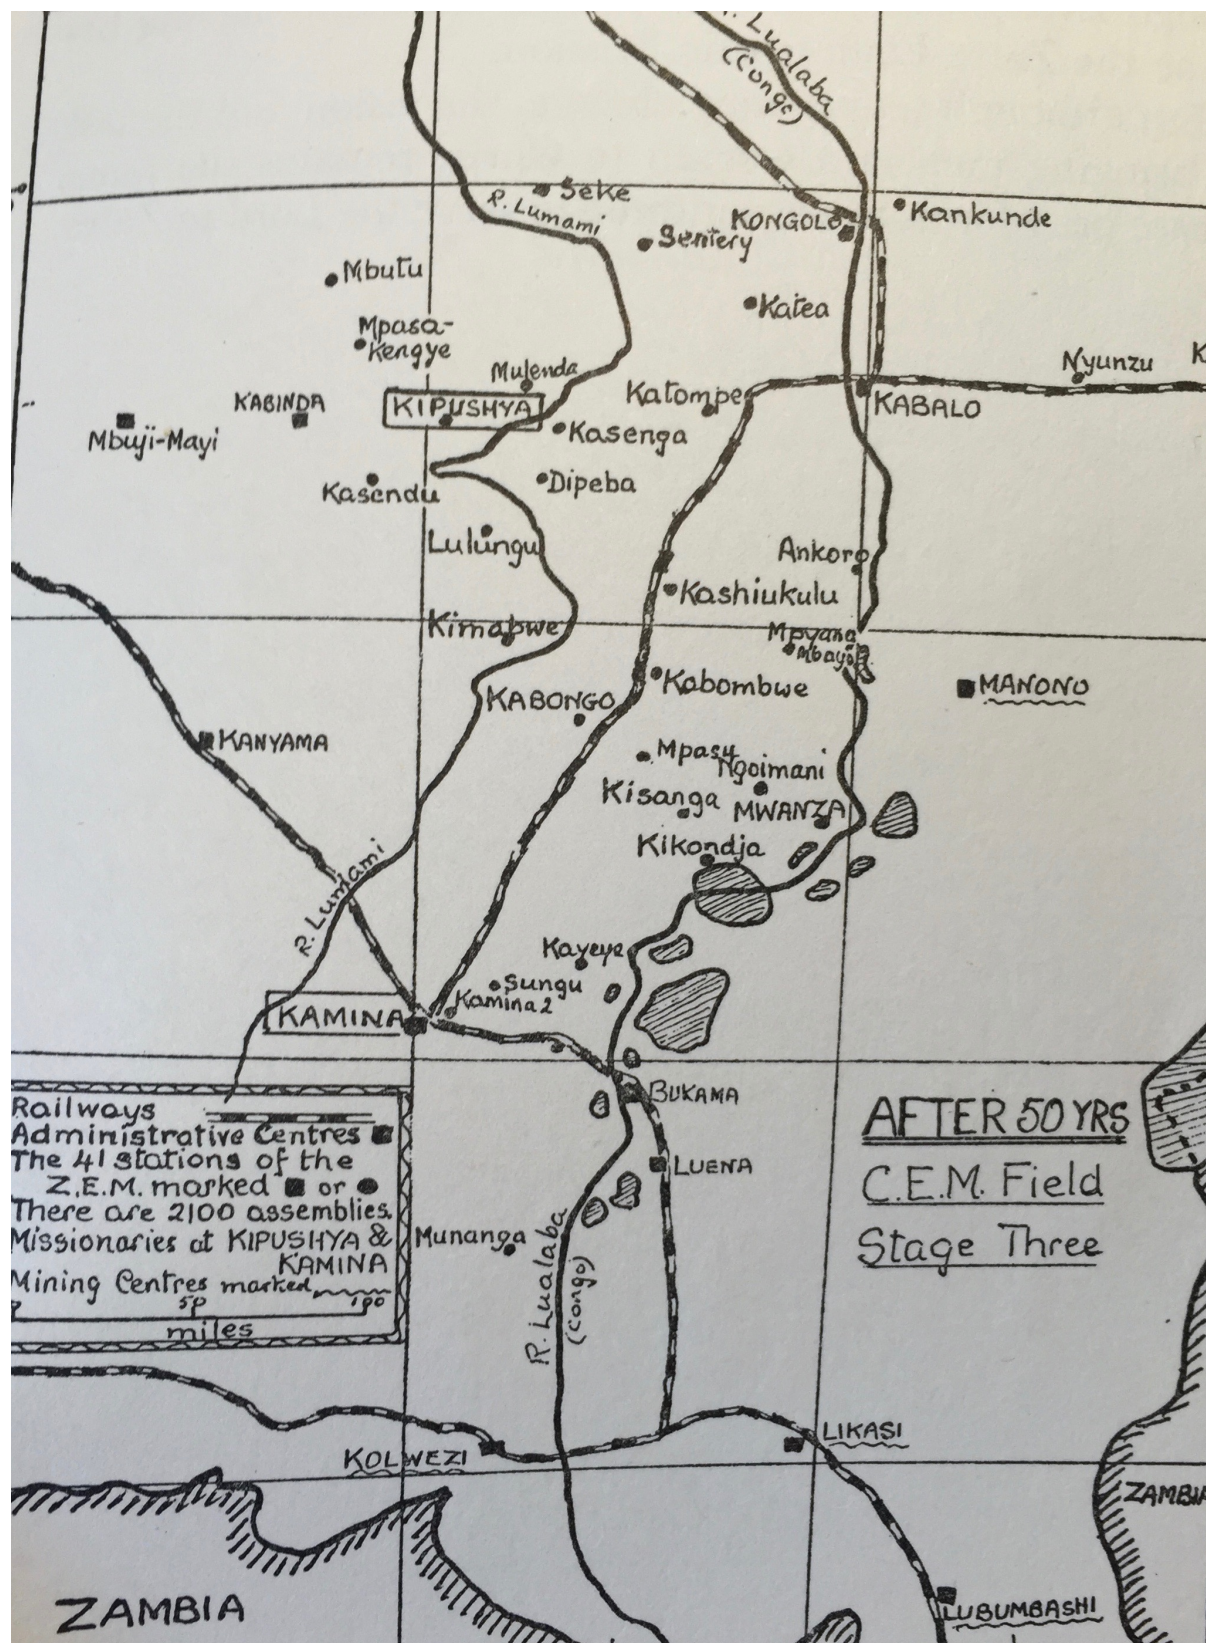 R. Lualaba
(Congo)
Seke
R. Lumami
Kankunde
KONGOLO
Sentery
Mbutu
Katea
Mpasa-
Kengye
Nyunzu
K
Mulenda
Katompe
KABINDA
KIPUSHYA
KABALO
Mbuji-Mayi
Kasenga
Kasendu
Dipeba
Lulungu
Ankoro
Kashiukulu
Kimabwe
Mpyana
Mbayo
Kabombwe
MANONO
KABONGO
KANYAMA
Mpasu
Ngoimani
Kisanga
MWANZA
Kikondja
R. Lumami
Kayeye
Sungu
Kamina 2
KAMINA
BUKAMA
Railways
Administrative Centres
The 41 stations of the
Z.E.M. marked ■ or ●
There are 2100 assemblies.
Missionaries at KIPUSHYA &
KAMINA
Mining Centres marked
50 100
miles
AFTER 50 YRS
C.E.M. Field
Stage Three
LUENA
Munanga
R. Lualaba
(Congo)
LIKASI
KOLWEZI
ZAMBIA
ZAMBIA
LUBUMBASHI